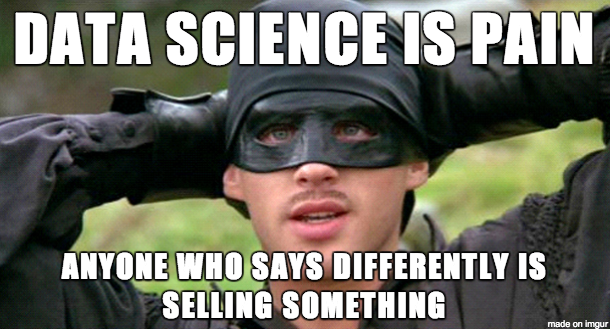 DATA SCIENCE IS PAIN
ANYONE WHO SAYS DIFFERENTLY IS
SELLING SOMETHING
made on imgur